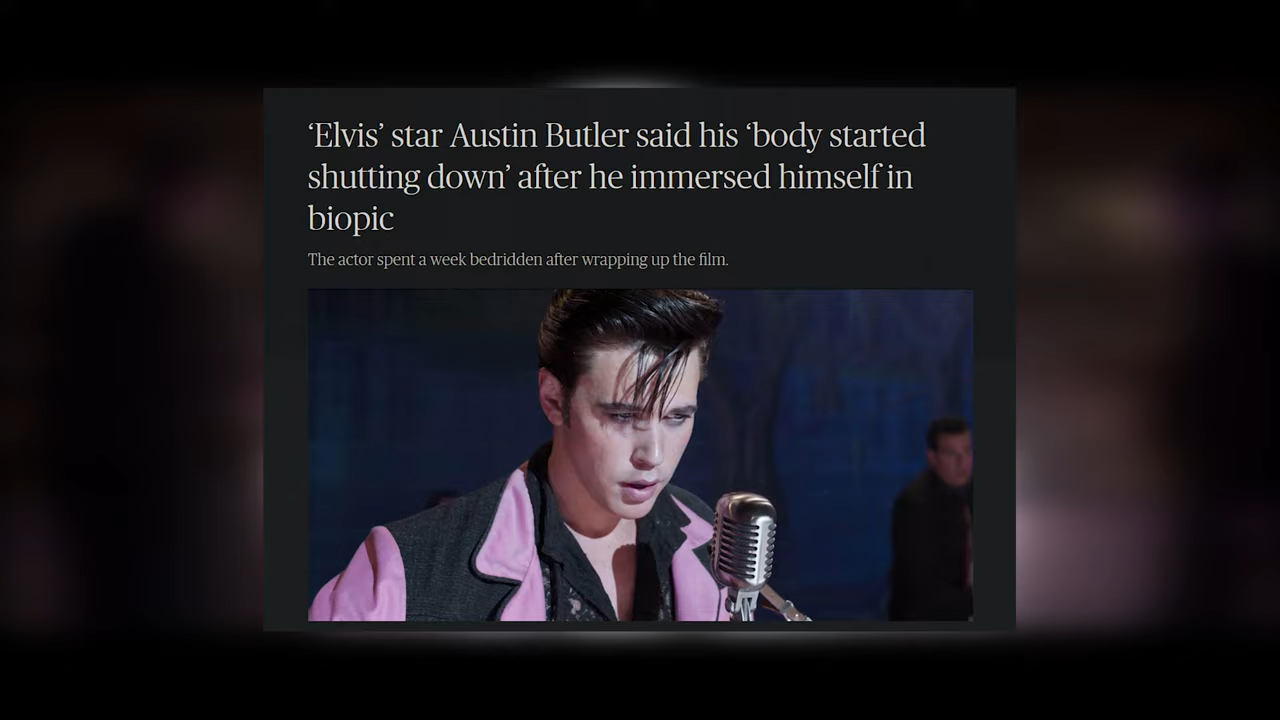 ‘Elvis’ star Austin Butler said his ‘body started
shutting down’ after he immersed himself in
biopic
The actor spent a week bedridden after wrapping up the film.